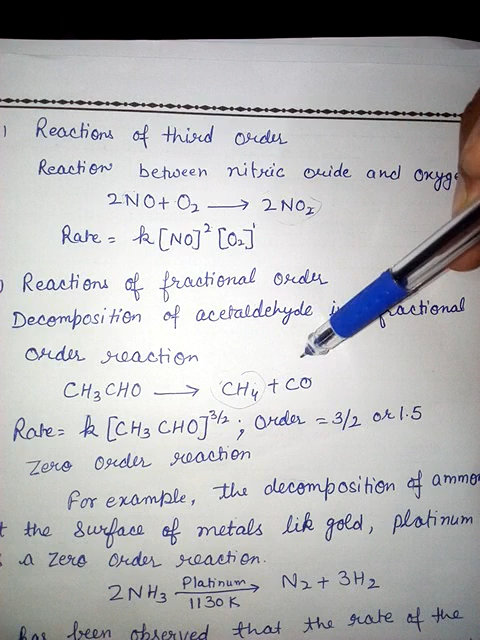 Reactions of third order
Reaction between nitric oxide and
2NO + O₂ ⟶ 2NO₂
Rate = k [NO]² [O₂]¹
Reactions of fractional order
Decomposition of acetaldehyde fractional
order reaction
CH₃CHO ⟶ CH₄ + CO
Rate = k [CH₃ CHO]³/² ; Order = 3/2 or 1.5
Zero order reaction
For example, the decomposition of
the surface of metals like gold, platinum
a zero order reaction.
2NH₃ Platinum⟶1130K N₂ + 3H₂
has been observed that the rate of the